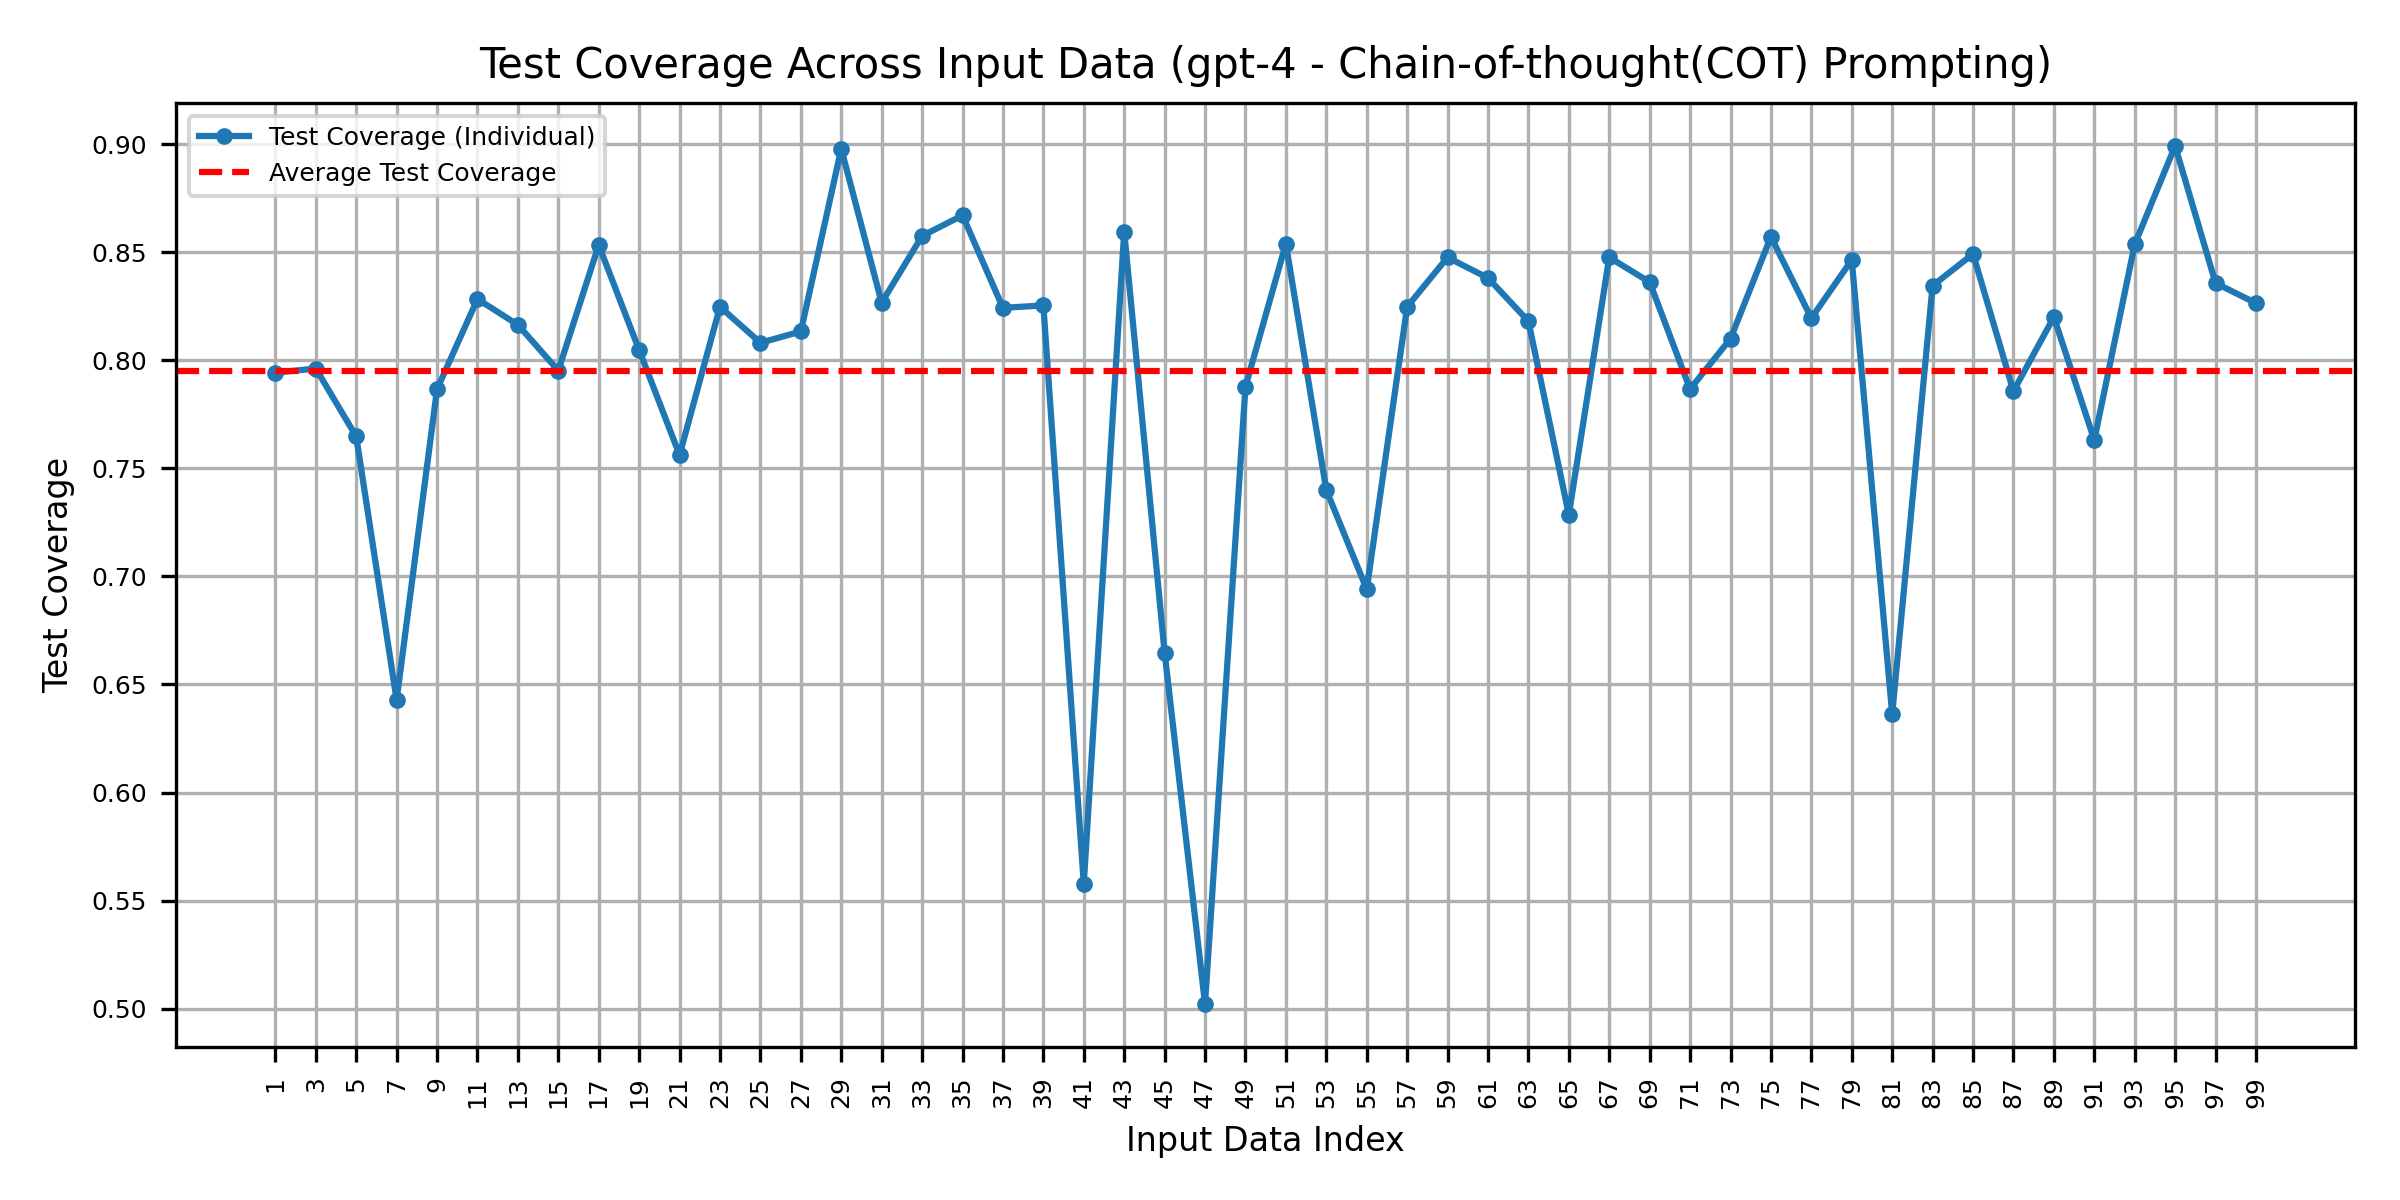 Test Coverage Across Input Data (gpt-4 - Chain-of-thought(COT) Prompting)
Test Coverage (Individual)
Average Test Coverage
Test Coverage
0.90
0.85
0.80
0.75
0.70
0.65
0.60
0.55
0.50
1 3 5 7 9 11 13 15 17 19 21 23 25 27 29 31 33 35 37 39 41 43 45 47 49 51 53 55 57 59 61 63 65 67 69 71 73 75 77 79 81 83 85 87 89 91 93 95 97 99
Input Data Index